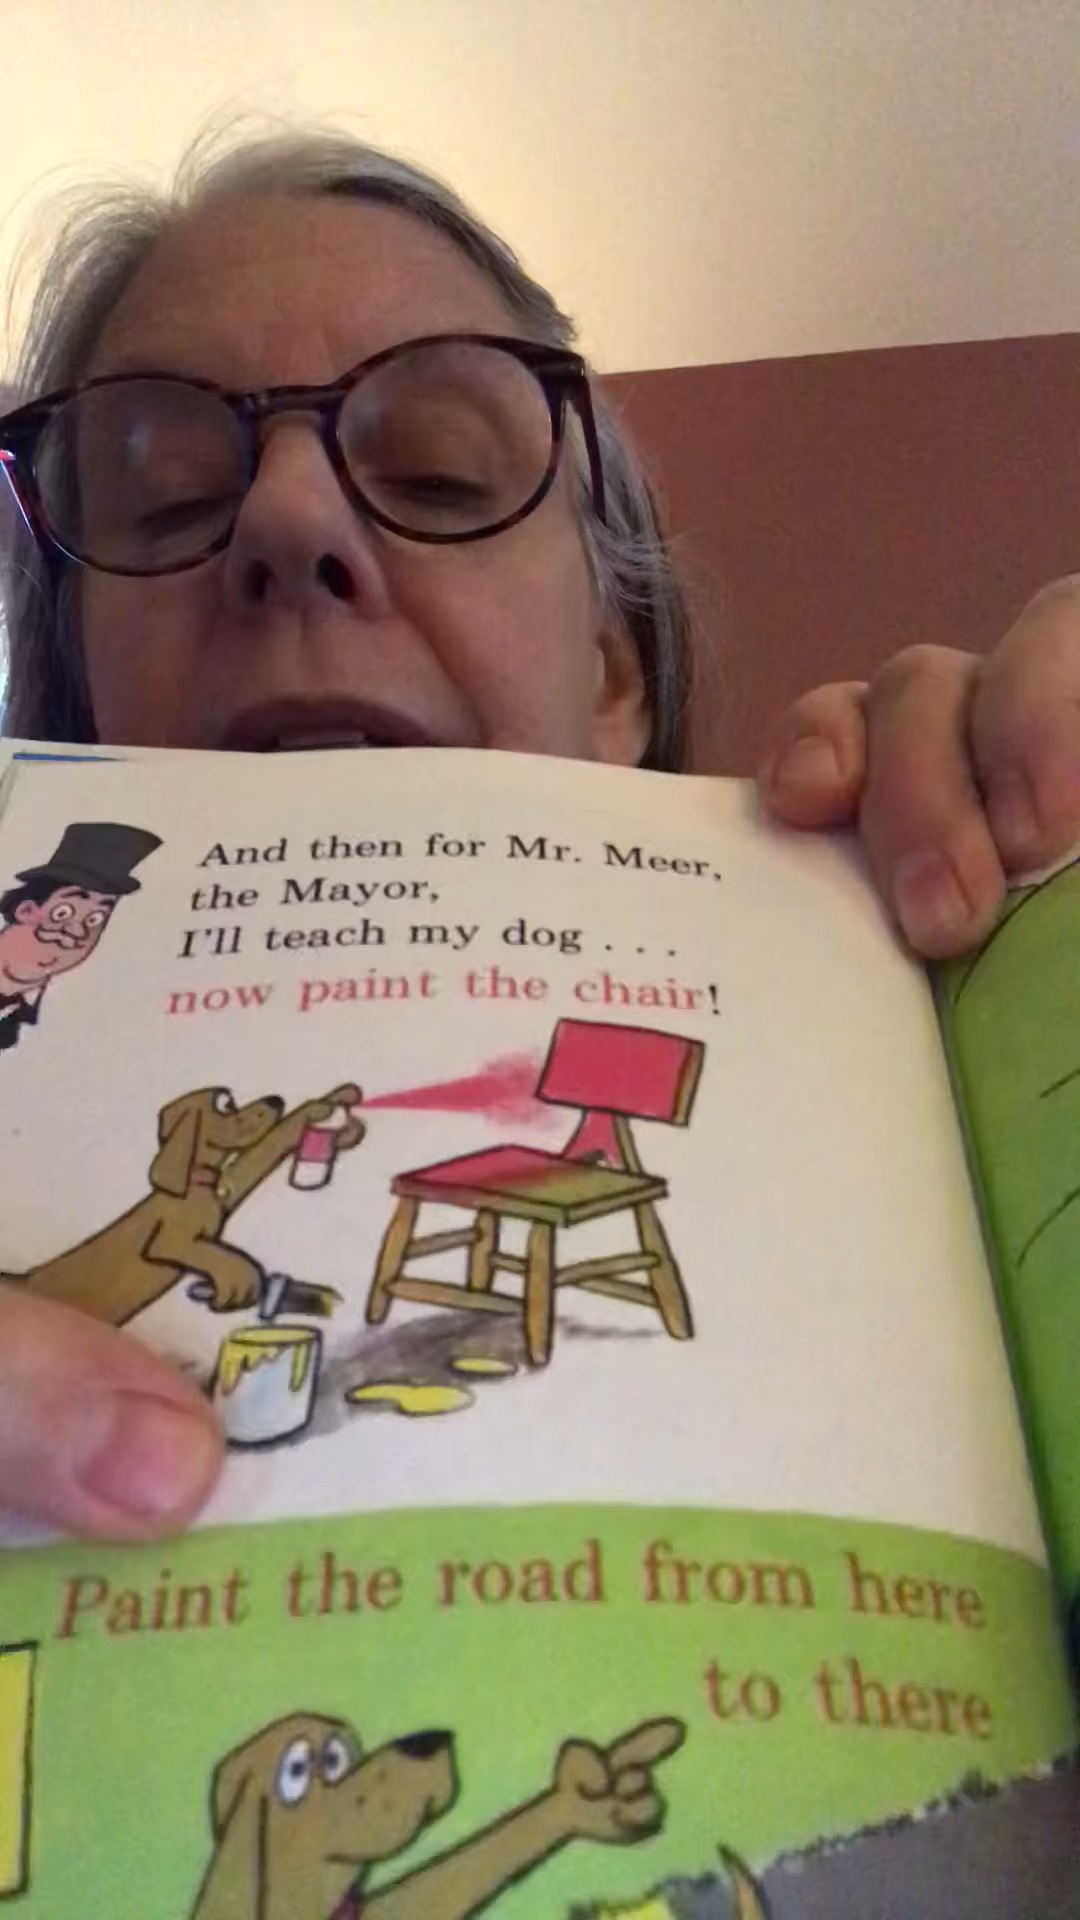 And then for Mr. Meer,
the Mayor,
I'll teach my dog . . .
now paint the chair!
Paint the road from here
to there